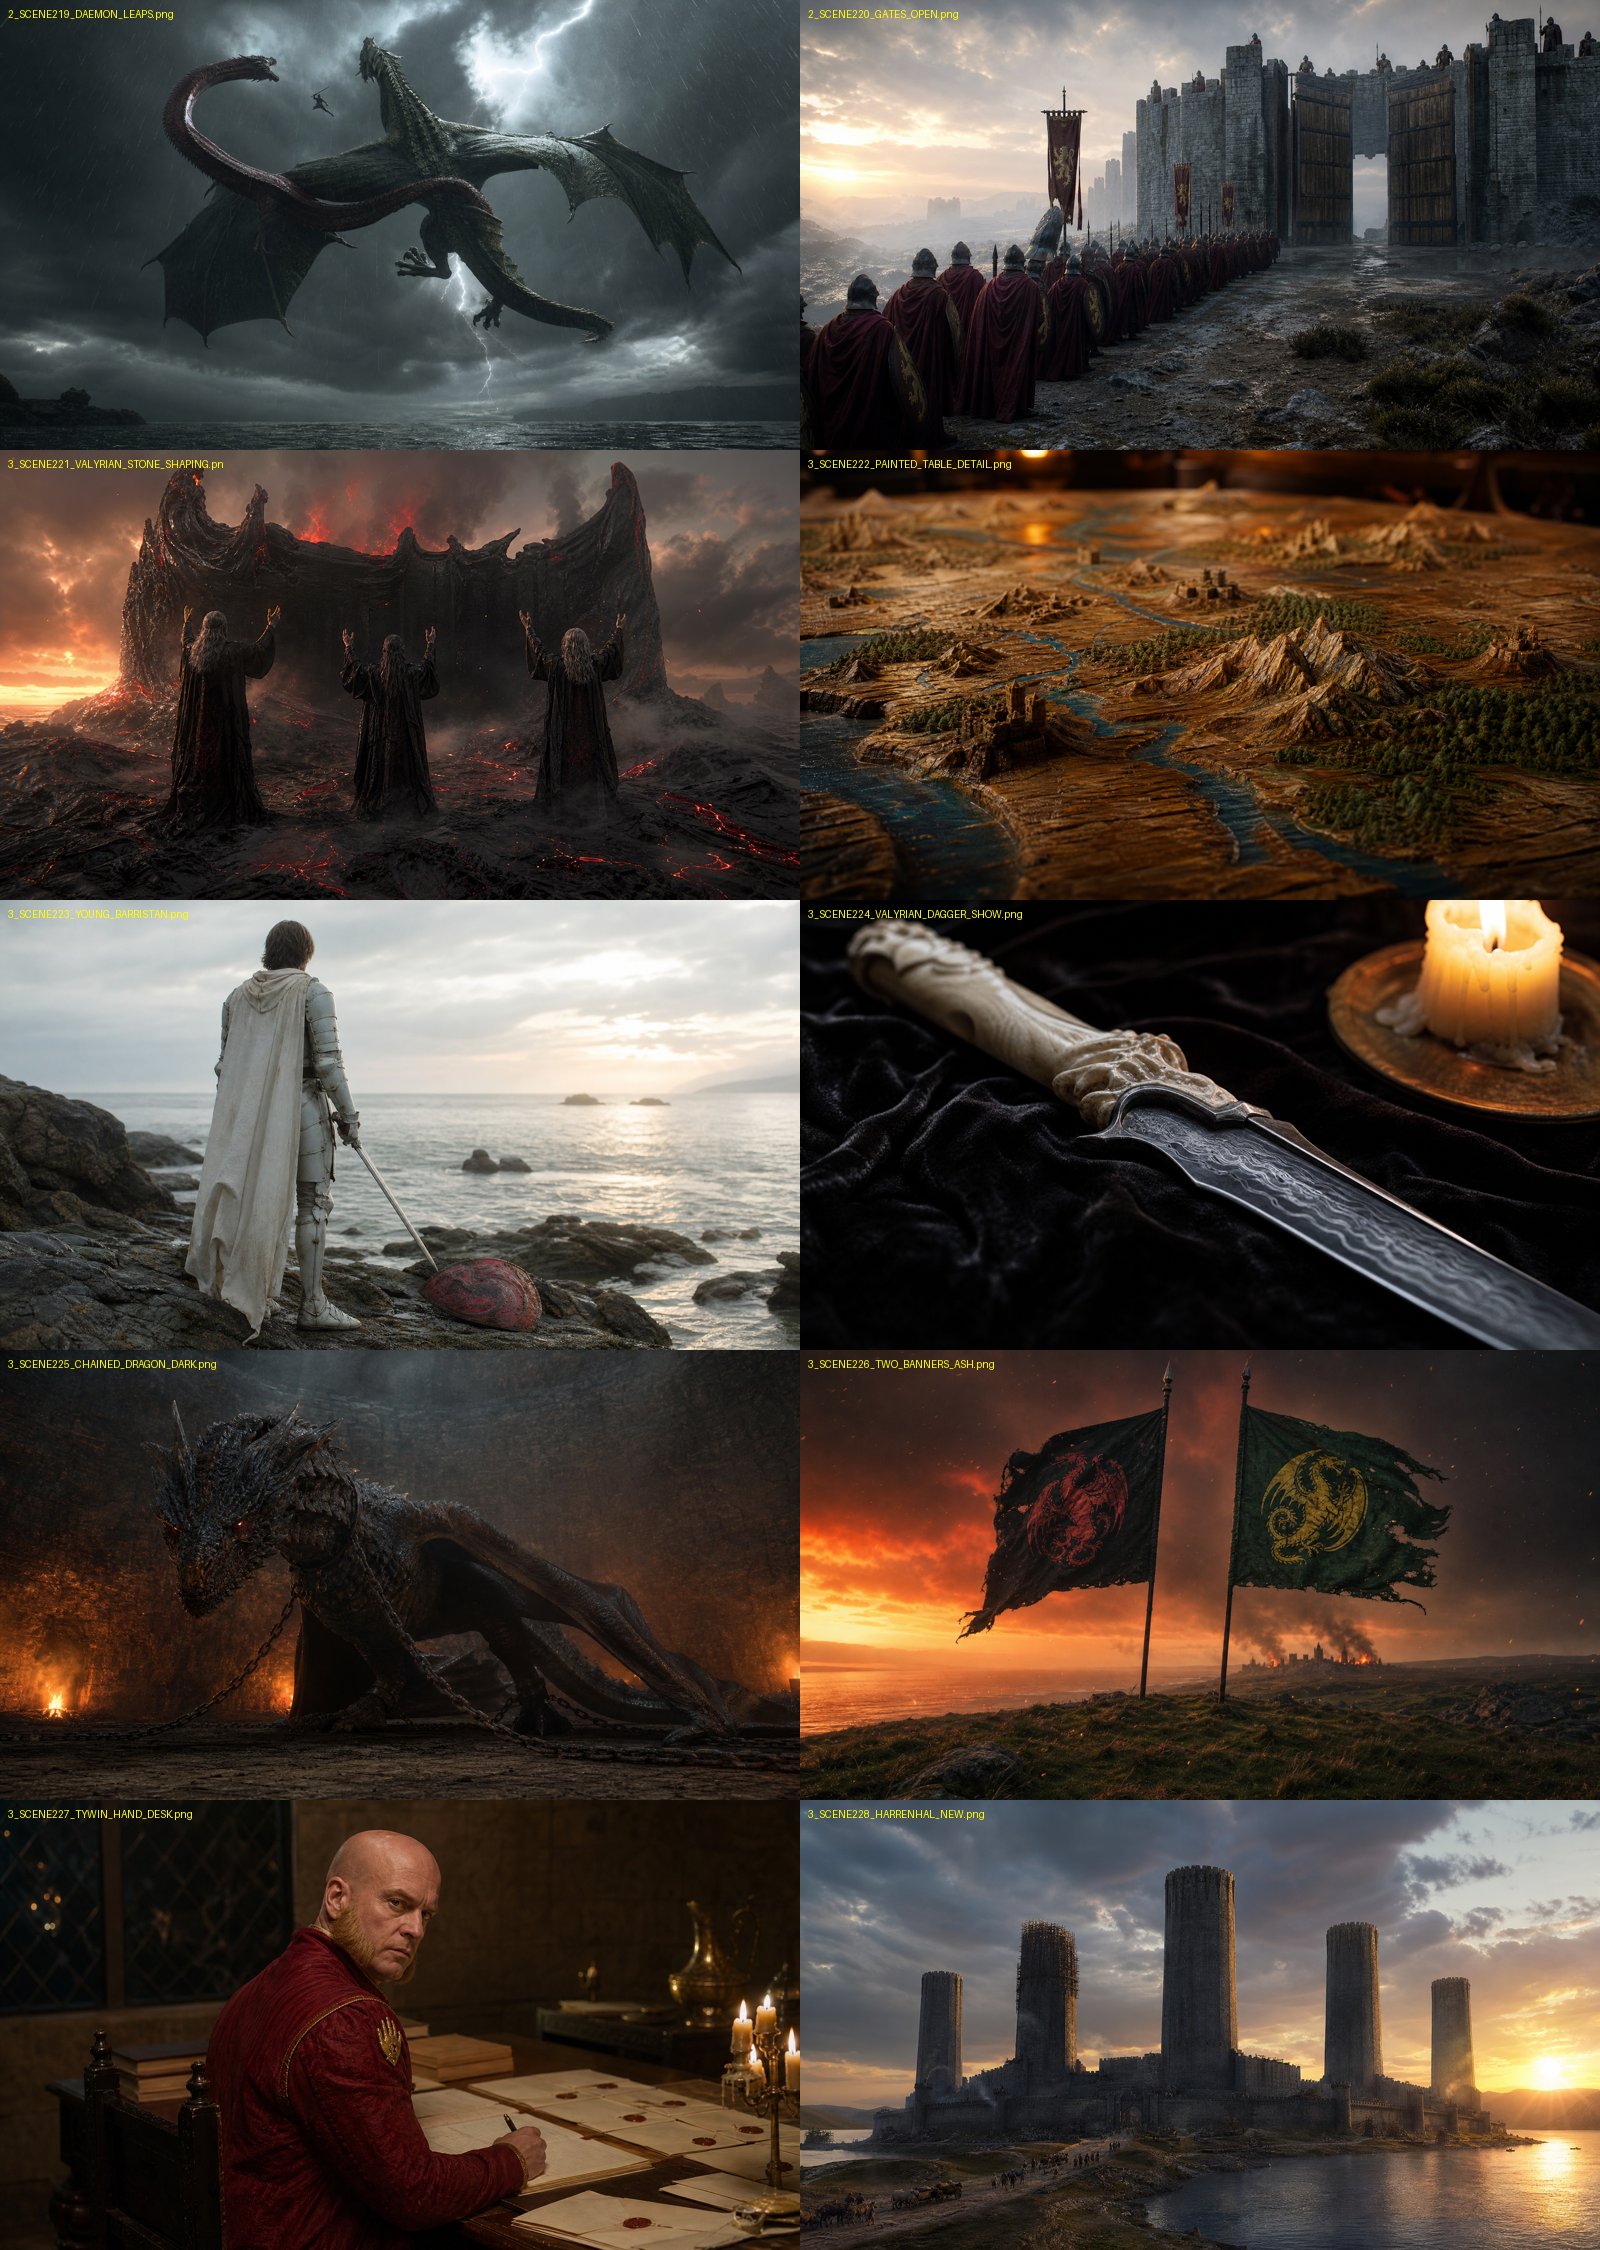 2_SCENE219_DAEMON_LEAPS.png
2_SCENE220_GATES_OPEN.png
3_SCENE221_VALYRIAN_STONE_SHAPING.pn
3_SCENE222_PAINTED_TABLE_DETAIL.png
3_SCENE223_YOUNG_BARRISTAN.png
3_SCENE224_VALYRIAN_DAGGER_SHOW.png
3_SCENE225_CHAINED_DRAGON_DARK.png
3_SCENE226_TWO_BANNERS_ASH.png
3_SCENE227_TYWIN_HAND_DESK.png
3_SCENE228_HARRENHAL_NEW.png